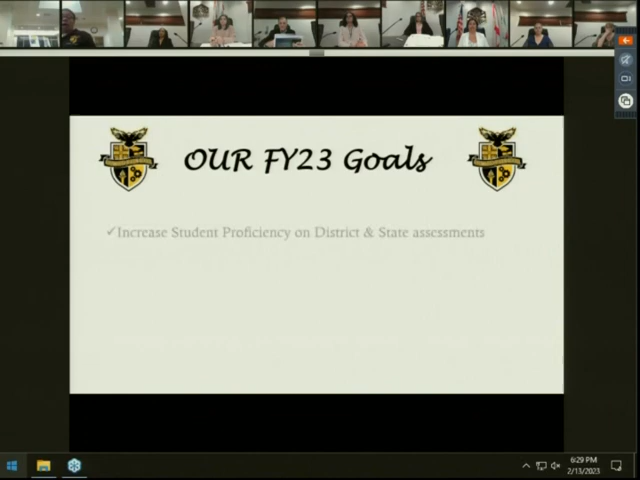 OUR FY23 Goals
✓Increase Student Proficiency on District & State assessments
6:29 PM
2/13/2023